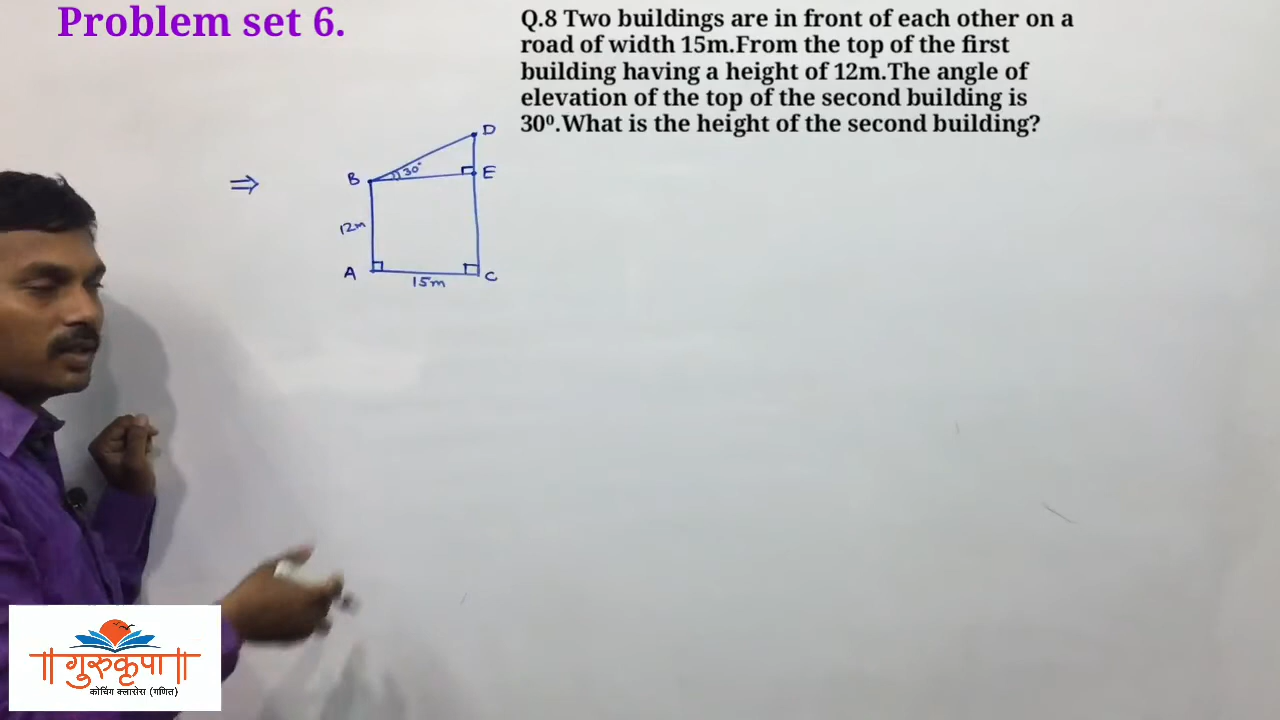 Problem set 6.
Q.8 Two buildings are in front of each other on a
road of width 15m.From the top of the first
building having a height of 12m.The angle of
elevation of the top of the second building is
30⁰.What is the height of the second building?
⇒
D
B 30° E
12m
A C
15m
॥ गुरुकृपा ॥
कोचिंग क्लासेस (गणित)